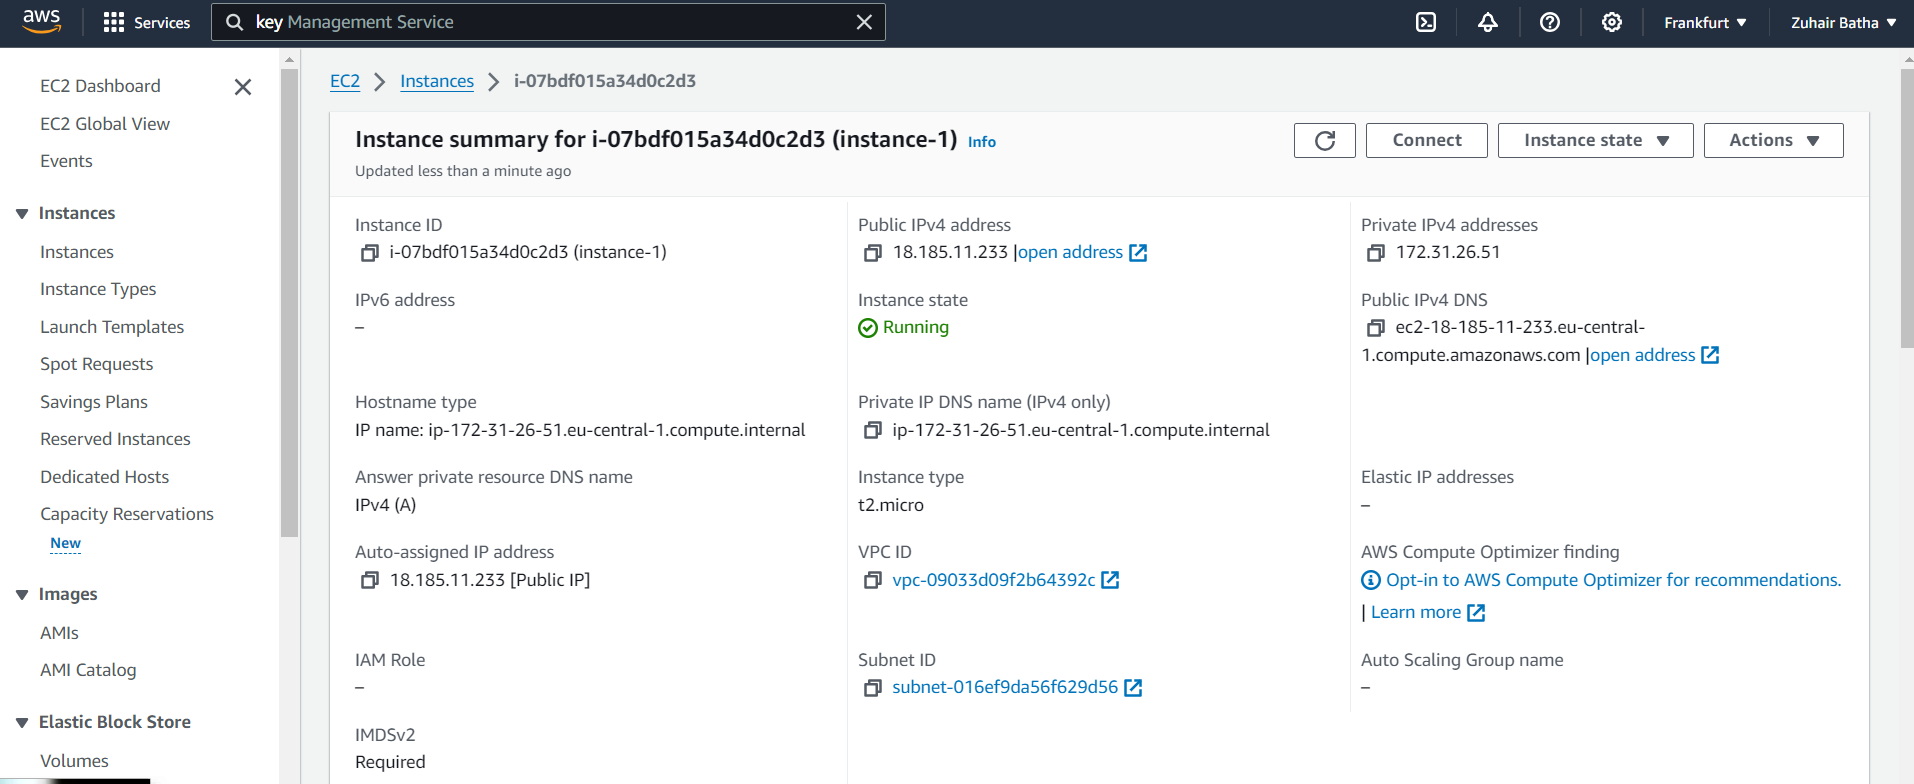 aws
Services
key Management Service
Frankfurt
Zuhair Batha
EC2 Dashboard
EC2 Global View
Events
Instances
Instances
Instance Types
Launch Templates
Spot Requests
Savings Plans
Reserved Instances
Dedicated Hosts
Capacity Reservations
New
Images
AMIs
AMI Catalog
Elastic Block Store
Volumes
EC2 > Instances > i-07bdf015a34d0c2d3
Instance summary for i-07bdf015a34d0c2d3 (instance-1) Info
Updated less than a minute ago
Connect
Instance state
Actions
Instance ID
i-07bdf015a34d0c2d3 (instance-1)
Public IPv4 address
18.185.11.233 |open address
Private IPv4 addresses
172.31.26.51
IPv6 address
–
Instance state
Running
Public IPv4 DNS
ec2-18-185-11-233.eu-central-
1.compute.amazonaws.com |open address
Hostname type
IP name: ip-172-31-26-51.eu-central-1.compute.internal
Private IP DNS name (IPv4 only)
ip-172-31-26-51.eu-central-1.compute.internal
Answer private resource DNS name
IPv4 (A)
Instance type
t2.micro
Elastic IP addresses
–
Auto-assigned IP address
18.185.11.233 [Public IP]
VPC ID
vpc-09033d09f2b64392c
AWS Compute Optimizer finding
Opt-in to AWS Compute Optimizer for recommendations.
| Learn more
IAM Role
–
Subnet ID
subnet-016ef9da56f629d56
Auto Scaling Group name
–
IMDSv2
Required